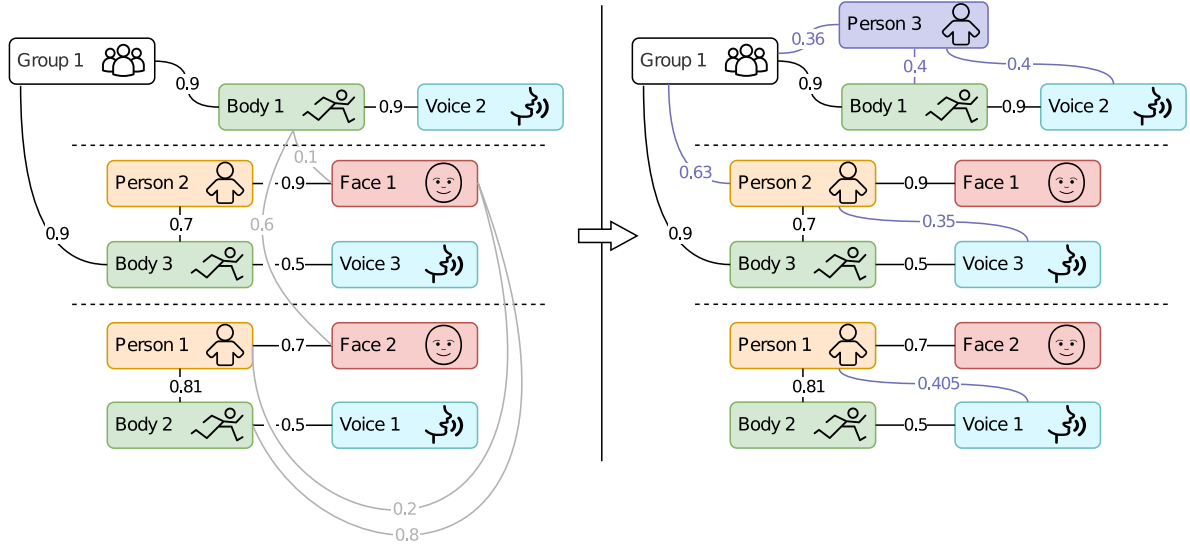 Group 1
0.9
Body 1
0.9
Voice 2
0.1
Person 2
0.9
Face 1
0.7
0.6
0.9
Body 3
0.5
Voice 3
Person 1
0.7
Face 2
0.81
Body 2
0.5
Voice 1
0.2
0.8
Person 3
0.36
Group 1
0.4
0.4
0.9
Body 1
0.9
Voice 2
0.63
Person 2
0.9
Face 1
0.7
0.35
0.9
Body 3
0.5
Voice 3
Person 1
0.7
Face 2
0.81
0.405
Body 2
0.5
Voice 1